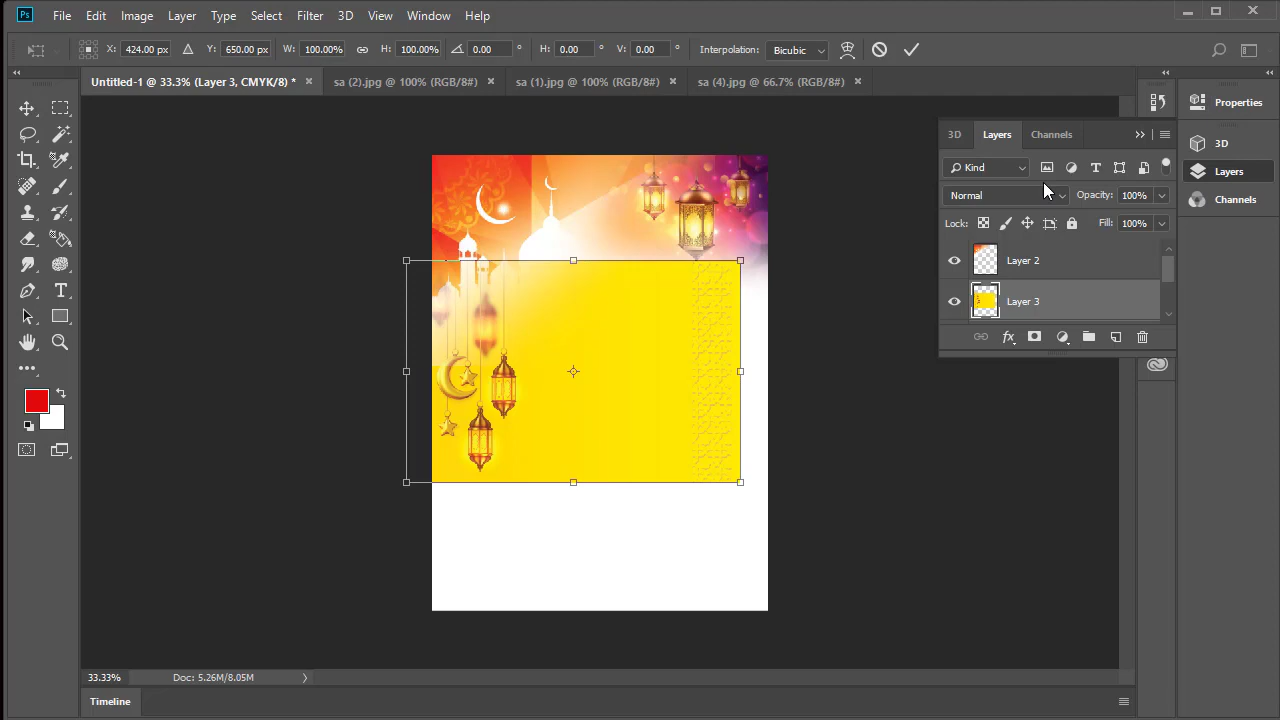 Ps File Edit Image Layer Type Select Filter 3D View Window Help
X: 424.00 px Y: 650.00 px W: 100.00% H: 100.00% 0.00 ° H: 0.00 ° V: 0.00 ° Interpolation: Bicubic
Untitled-1 @ 33.3% (Layer 3, CMYK/8) * sa (2).jpg @ 100% (RGB/8#) sa (1).jpg @ 100% (RGB/8#) sa (4).jpg @ 66.7% (RGB/8#)
3D Layers Channels
Kind
Normal Opacity: 100%
Lock: Fill: 100%
Layer 2
Layer 3
fx
Properties
3D
Layers
Channels
33.33% Doc: 5.26M/8.05M
Timeline